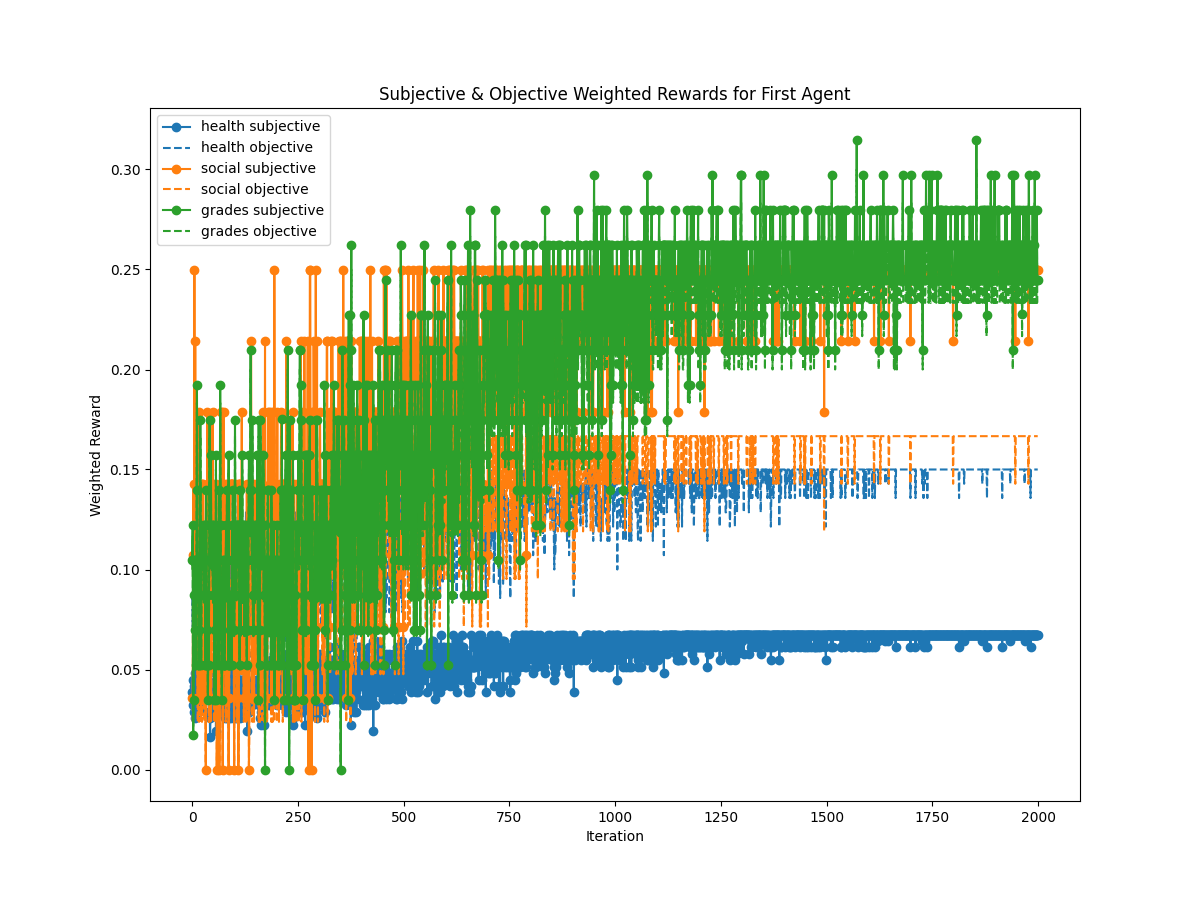 Subjective & Objective Weighted Rewards for First Agent
health subjective
health objective
social subjective
social objective
grades subjective
grades objective
0.30
0.25
0.20
0.15
0.10
0.05
0.00
Weighted Reward
0 250 500 750 1000 1250 1500 1750 2000
Iteration